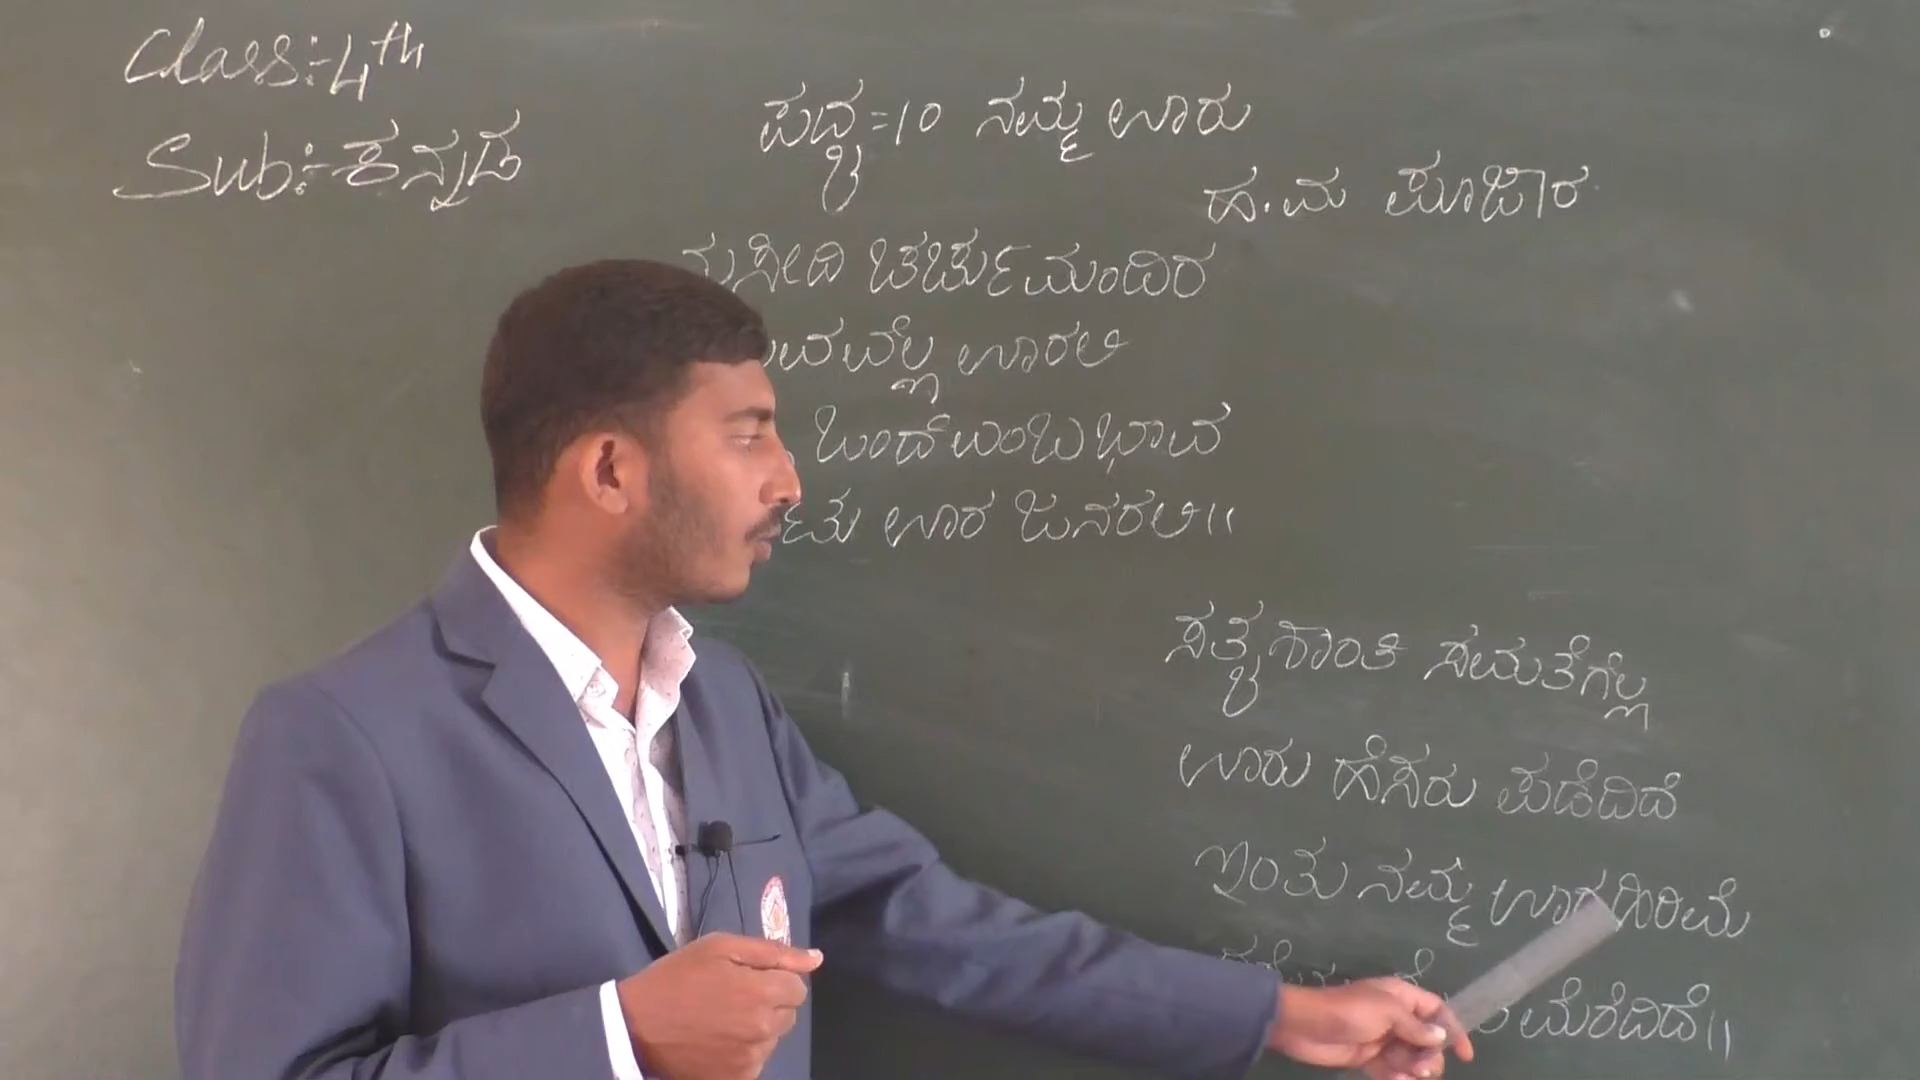 Class:-4th
Sub:-ಕನ್ನಡ
ಪದ್ಯ=10 ನಮ್ಮ ಊರು
ಹ.ಮ ಪೂಜಾರ
ಮಸೀದಿ ಚರ್ಚು ಮಂದಿರ
ಊರಲಿ
ಒಂದೆಂಬ ಭಾವ
ಊರ ಜನರಲಿ||
ಸತ್ಯ ಶಾಂತಿ ಸಮತೆಗೆಲ್ಲ
ಊರು ಹೆಸರು ಪಡೆದಿದೆ
ಇಂತು ನಮ್ಮ ಊರ ಹಿರಿಮೆ
ಮೆರೆದಿದೆ||